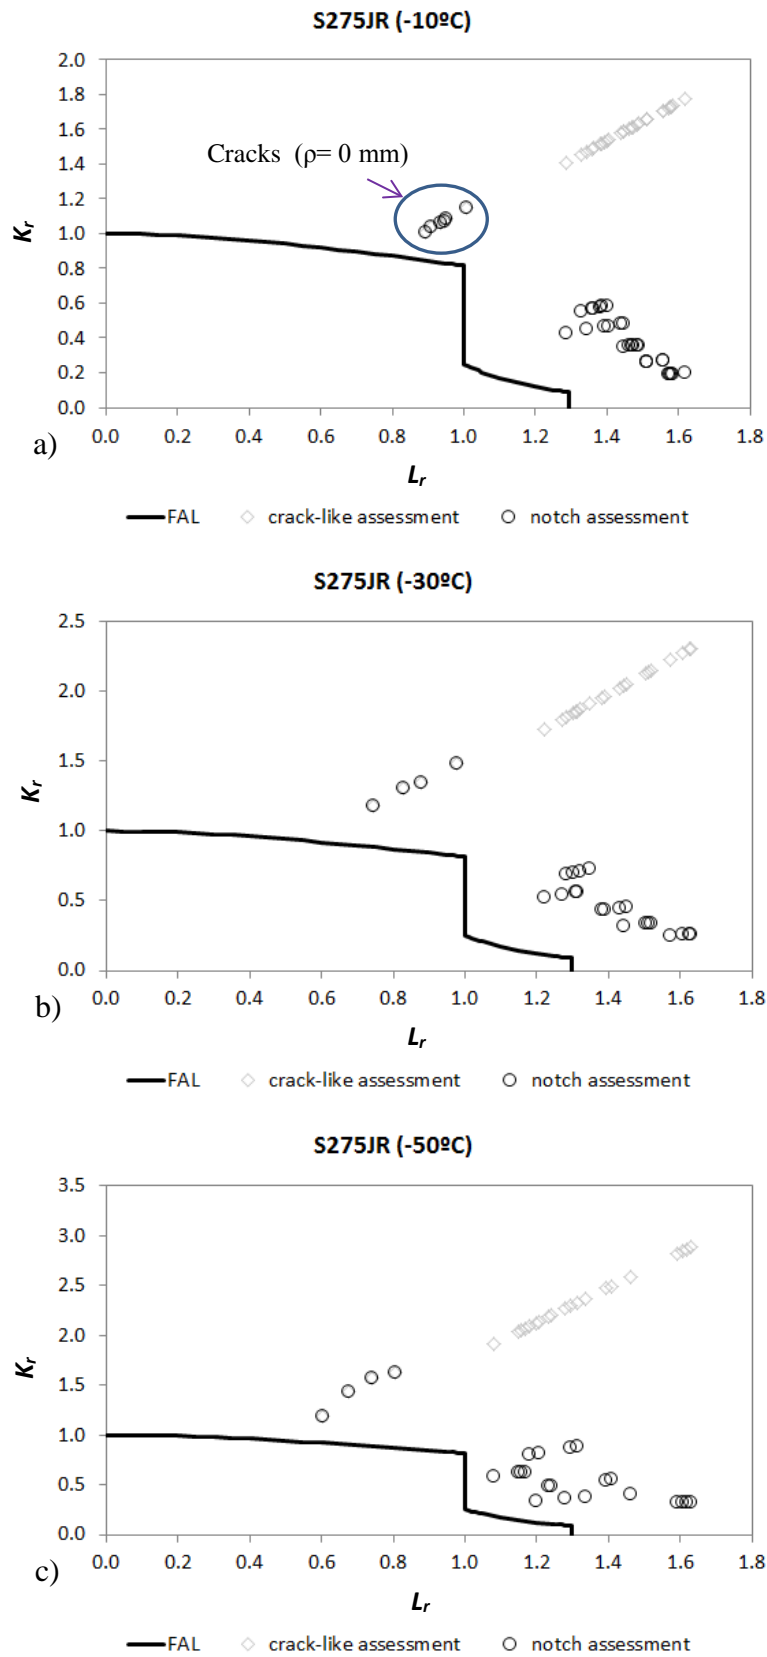 S275JR (-10ºC)
2.0
1.8
1.6
1.4
1.2
1.0
0.8
0.6
0.4
0.2
0.0
Kr
Cracks (ρ= 0 mm)
0.0 0.2 0.4 0.6 0.8 1.0 1.2 1.4 1.6 1.8
a)
Lr
FAL crack-like assessment notch assessment
S275JR (-30ºC)
2.5
2.0
1.5
1.0
0.5
0.0
Kr
0.0 0.2 0.4 0.6 0.8 1.0 1.2 1.4 1.6 1.8
b)
Lr
FAL crack-like assessment notch assessment
S275JR (-50ºC)
3.5
3.0
2.5
2.0
1.5
1.0
0.5
0.0
Kr
0.0 0.2 0.4 0.6 0.8 1.0 1.2 1.4 1.6 1.8
c)
Lr
FAL crack-like assessment notch assessment